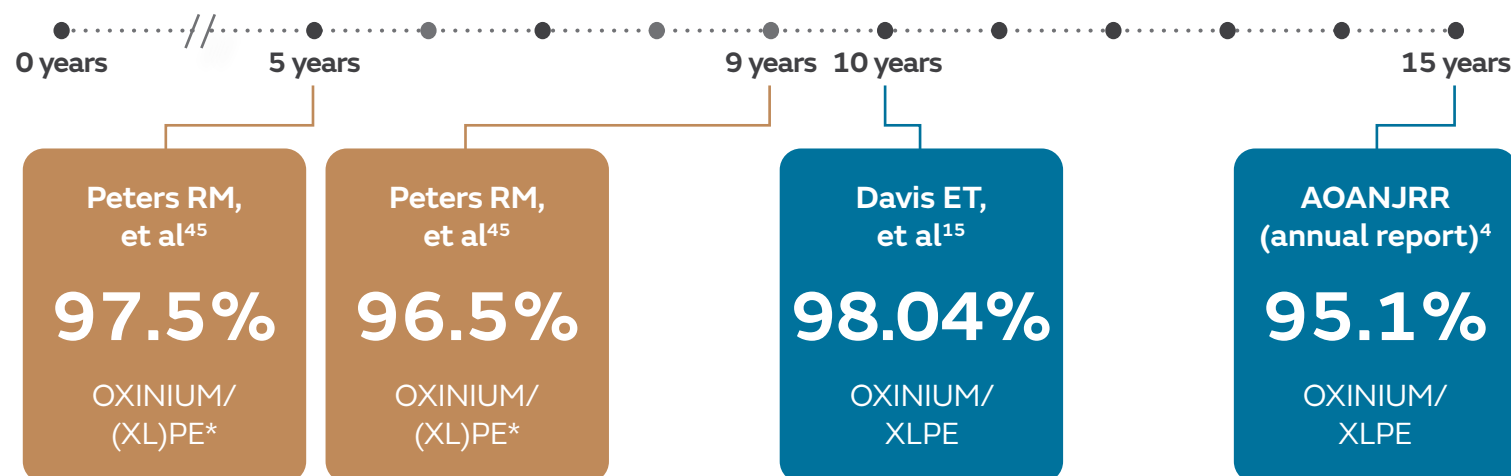 0 years
5 years
9 years
10 years
15 years
Peters RM,
et al45
97.5%
OXINIUM/
(XL)PE*
Peters RM,
et al45
96.5%
OXINIUM/
(XL)PE*
Davis ET,
et al15
98.04%
OXINIUM/
XLPE
AOANJRR
(annual report)4
95.1%
OXINIUM/
XLPE